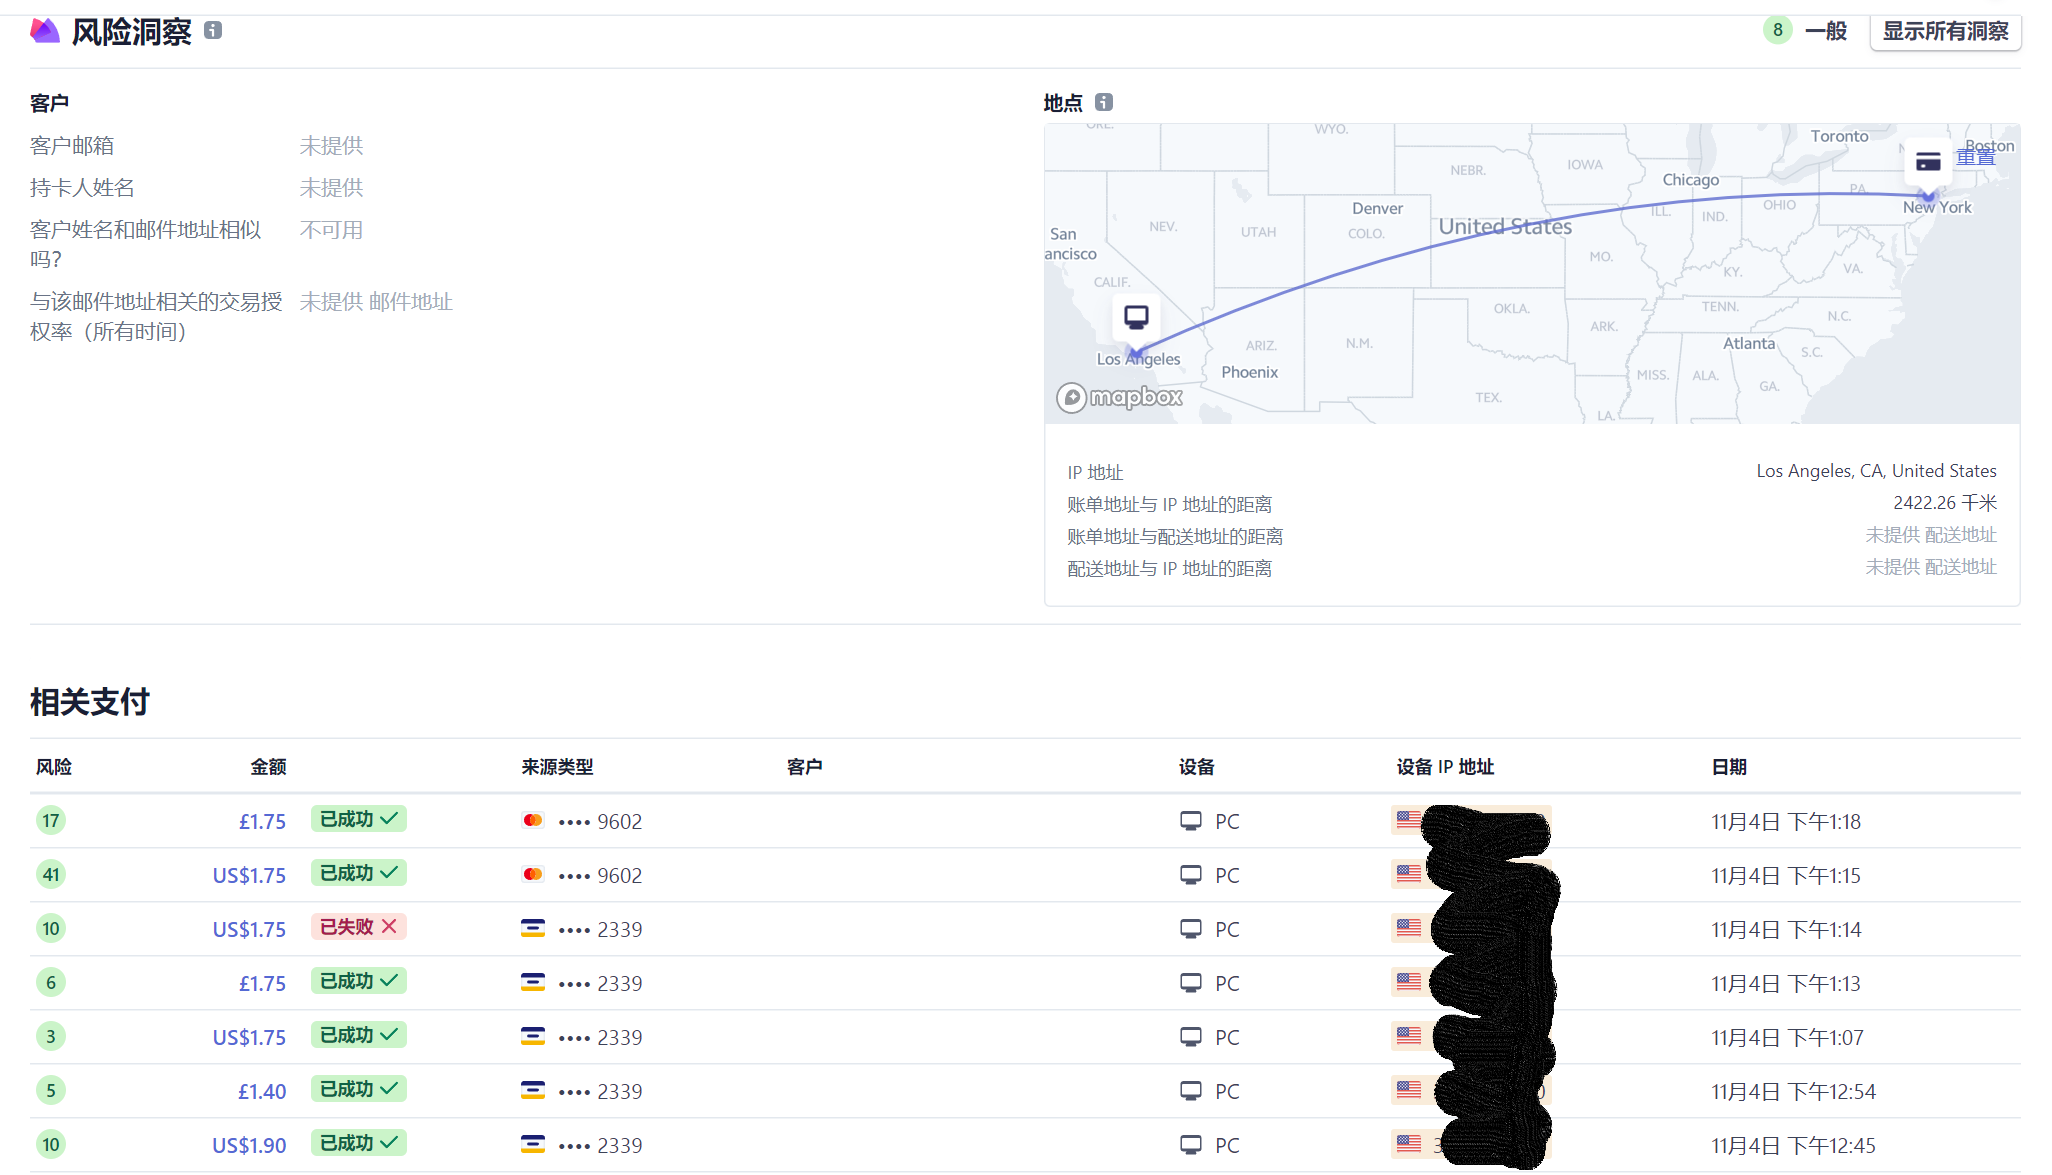 风险洞察
8 一般 显示所有洞察
客户
客户邮箱 未提供
持卡人姓名 未提供
客户姓名和邮件地址相似吗? 不可用
与该邮件地址相关的交易授权率（所有时间） 未提供 邮件地址
地点
ORE.
WYO.
Toronto
Boston
重置
NEBR.
IOWA
Chicago
PA.
New York
Denver
United States
ILL.
IND.
OHIO
San
ancisco
NEV.
UTAH
COLO.
MO.
KY.
VA.
CALIF.
OKLA.
TENN.
N.C.
ARK.
Los Angeles
ARIZ.
N.M.
Atlanta
S.C.
Phoenix
MISS.
ALA.
GA.
mapbox
TEX.
LA.
IP 地址 Los Angeles, CA, United States
账单地址与 IP 地址的距离 2422.26 千米
账单地址与配送地址的距离 未提供 配送地址
配送地址与 IP 地址的距离 未提供 配送地址
相关支付
风险 金额 来源类型 客户 设备 设备 IP 地址 日期
17 £1.75 已成功 •••• 9602 PC 11月4日 下午1:18
41 US$1.75 已成功 •••• 9602 PC 11月4日 下午1:15
10 US$1.75 已失败 •••• 2339 PC 11月4日 下午1:14
6 £1.75 已成功 •••• 2339 PC 11月4日 下午1:13
3 US$1.75 已成功 •••• 2339 PC 11月4日 下午1:07
5 £1.40 已成功 •••• 2339 PC 11月4日 下午12:54
10 US$1.90 已成功 •••• 2339 PC 3 11月4日 下午12:45